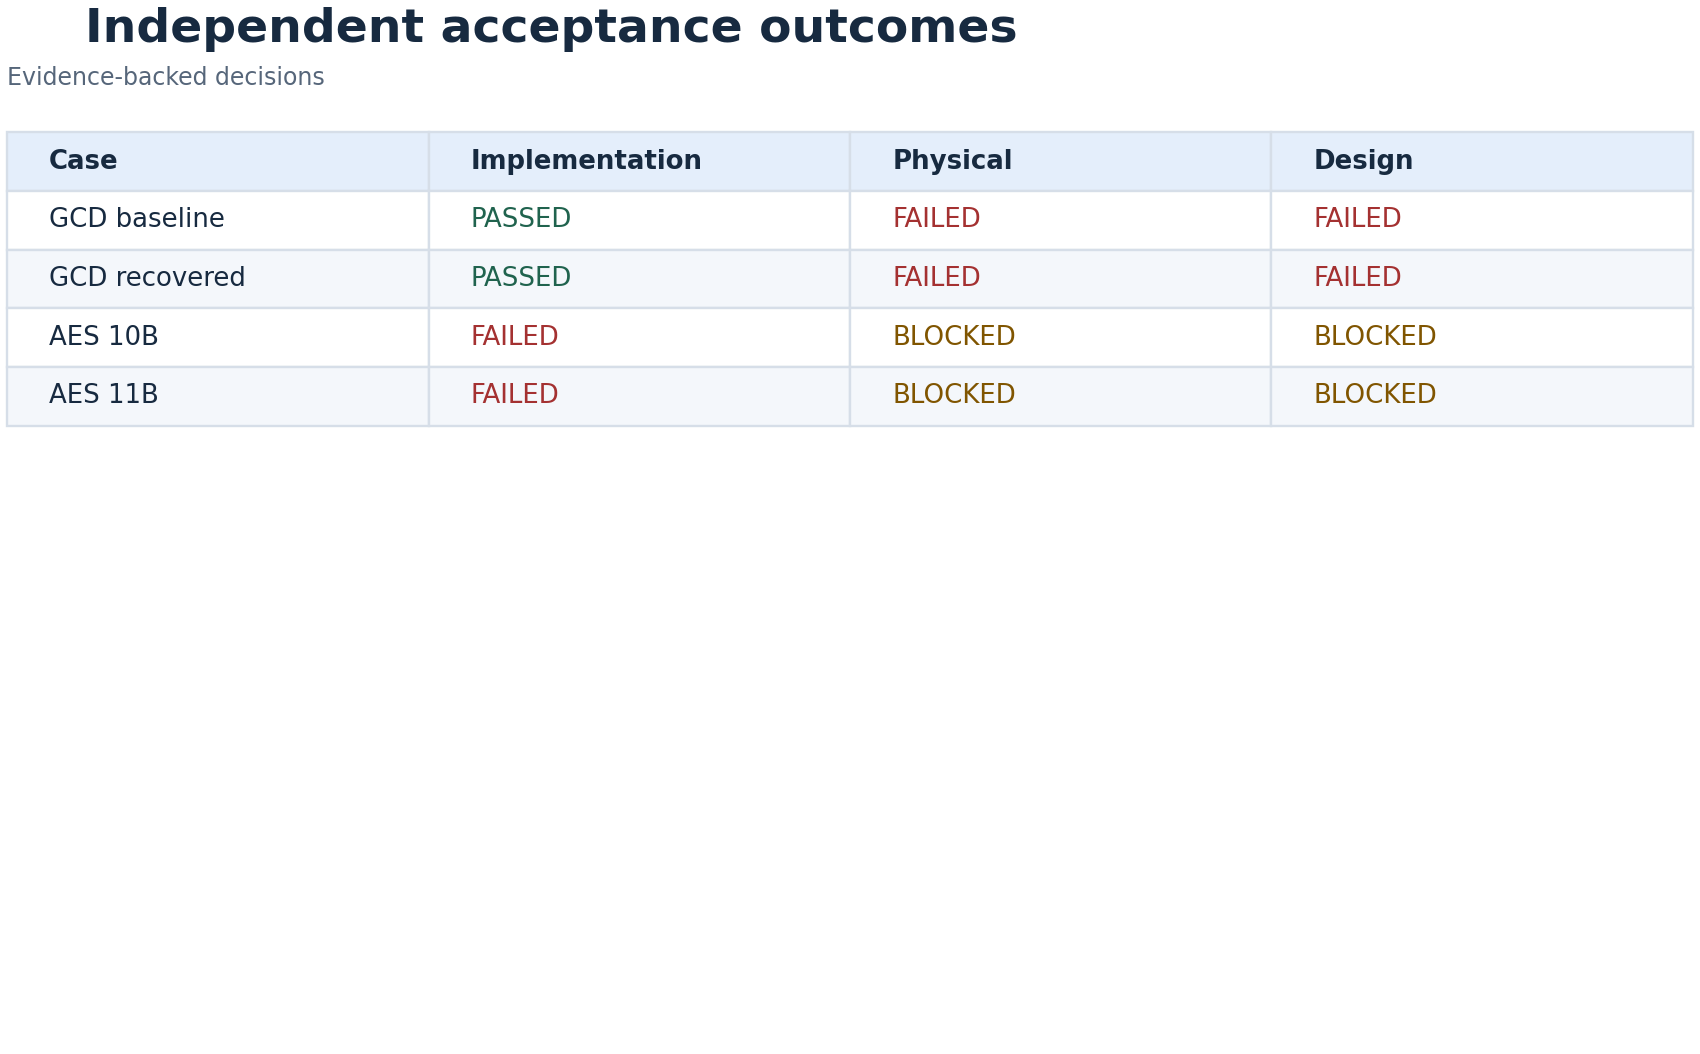 Independent acceptance outcomes
Evidence-backed decisions
Case Implementation Physical Design
GCD baseline PASSED FAILED FAILED
GCD recovered PASSED FAILED FAILED
AES 10B FAILED BLOCKED BLOCKED
AES 11B FAILED BLOCKED BLOCKED